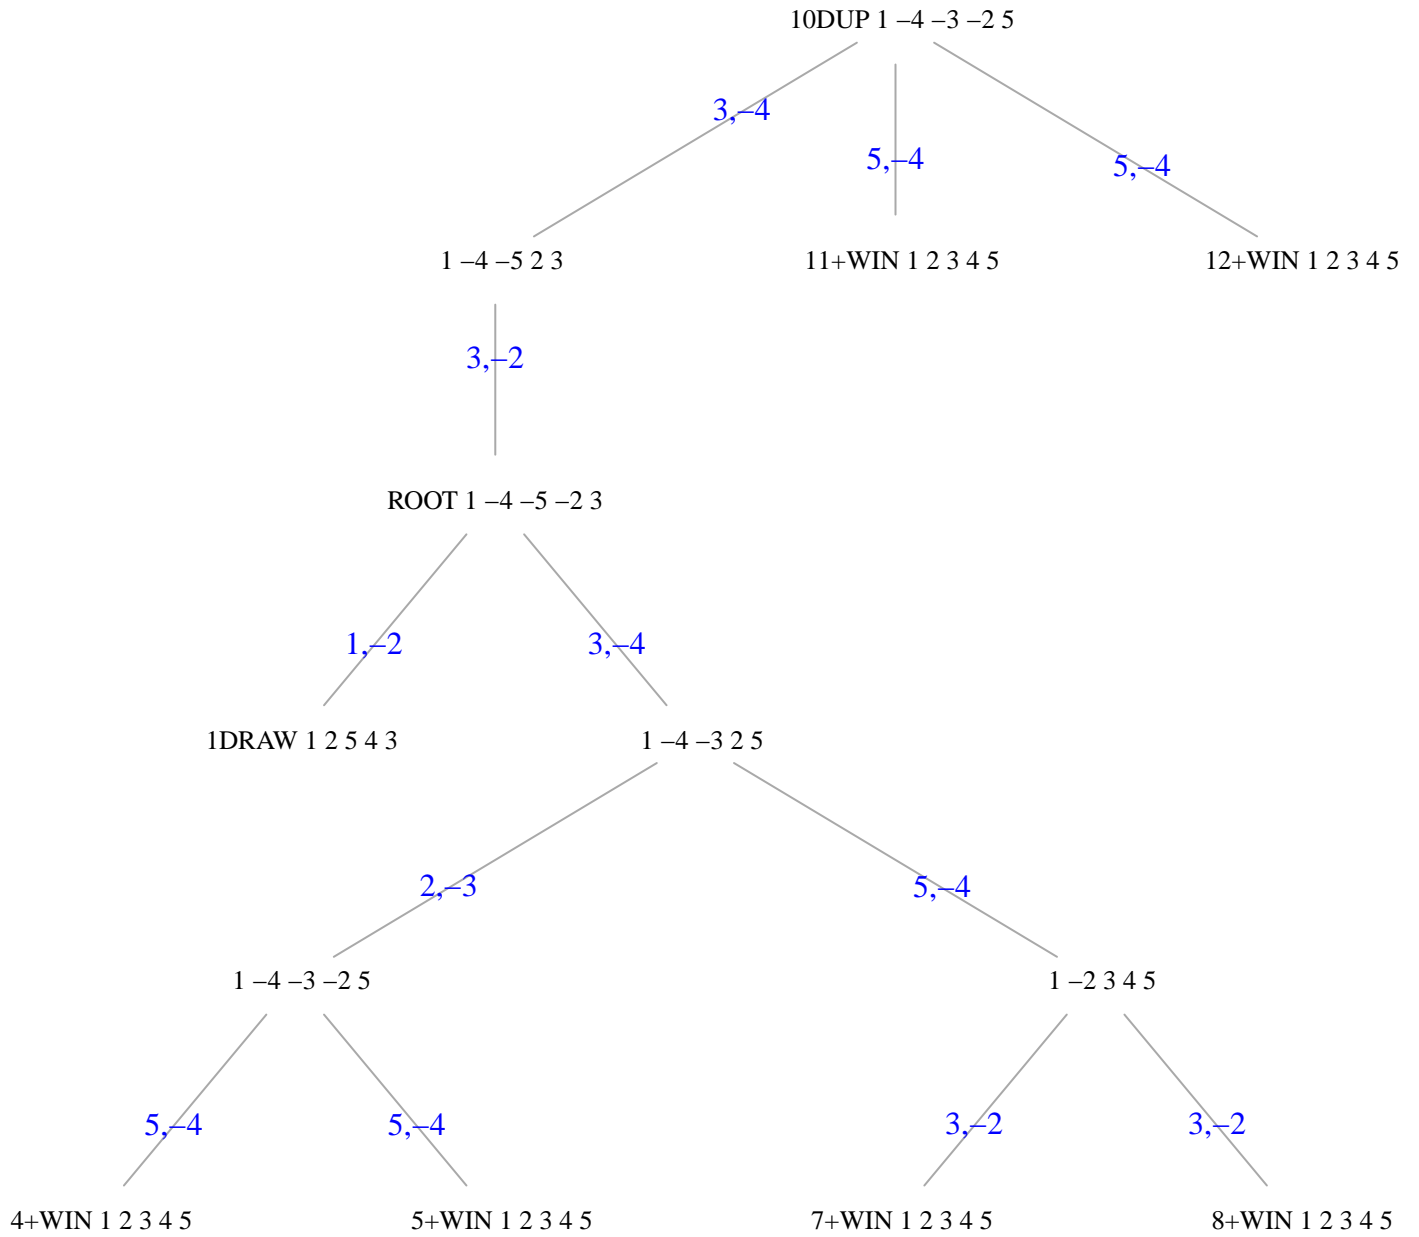 10DUP 1 –4 –3 –2 5
3,–4
5,–4
5,–4
1 –4 –5 2 3
11+WIN 1 2 3 4 5
12+WIN 1 2 3 4 5
3,–2
ROOT 1 –4 –5 –2 3
1,–2
3,–4
1DRAW 1 2 5 4 3
1 –4 –3 2 5
2,–3
5,–4
1 –4 –3 –2 5
1 –2 3 4 5
5,–4
5,–4
3,–2
3,–2
4+WIN 1 2 3 4 5
5+WIN 1 2 3 4 5
7+WIN 1 2 3 4 5
8+WIN 1 2 3 4 5